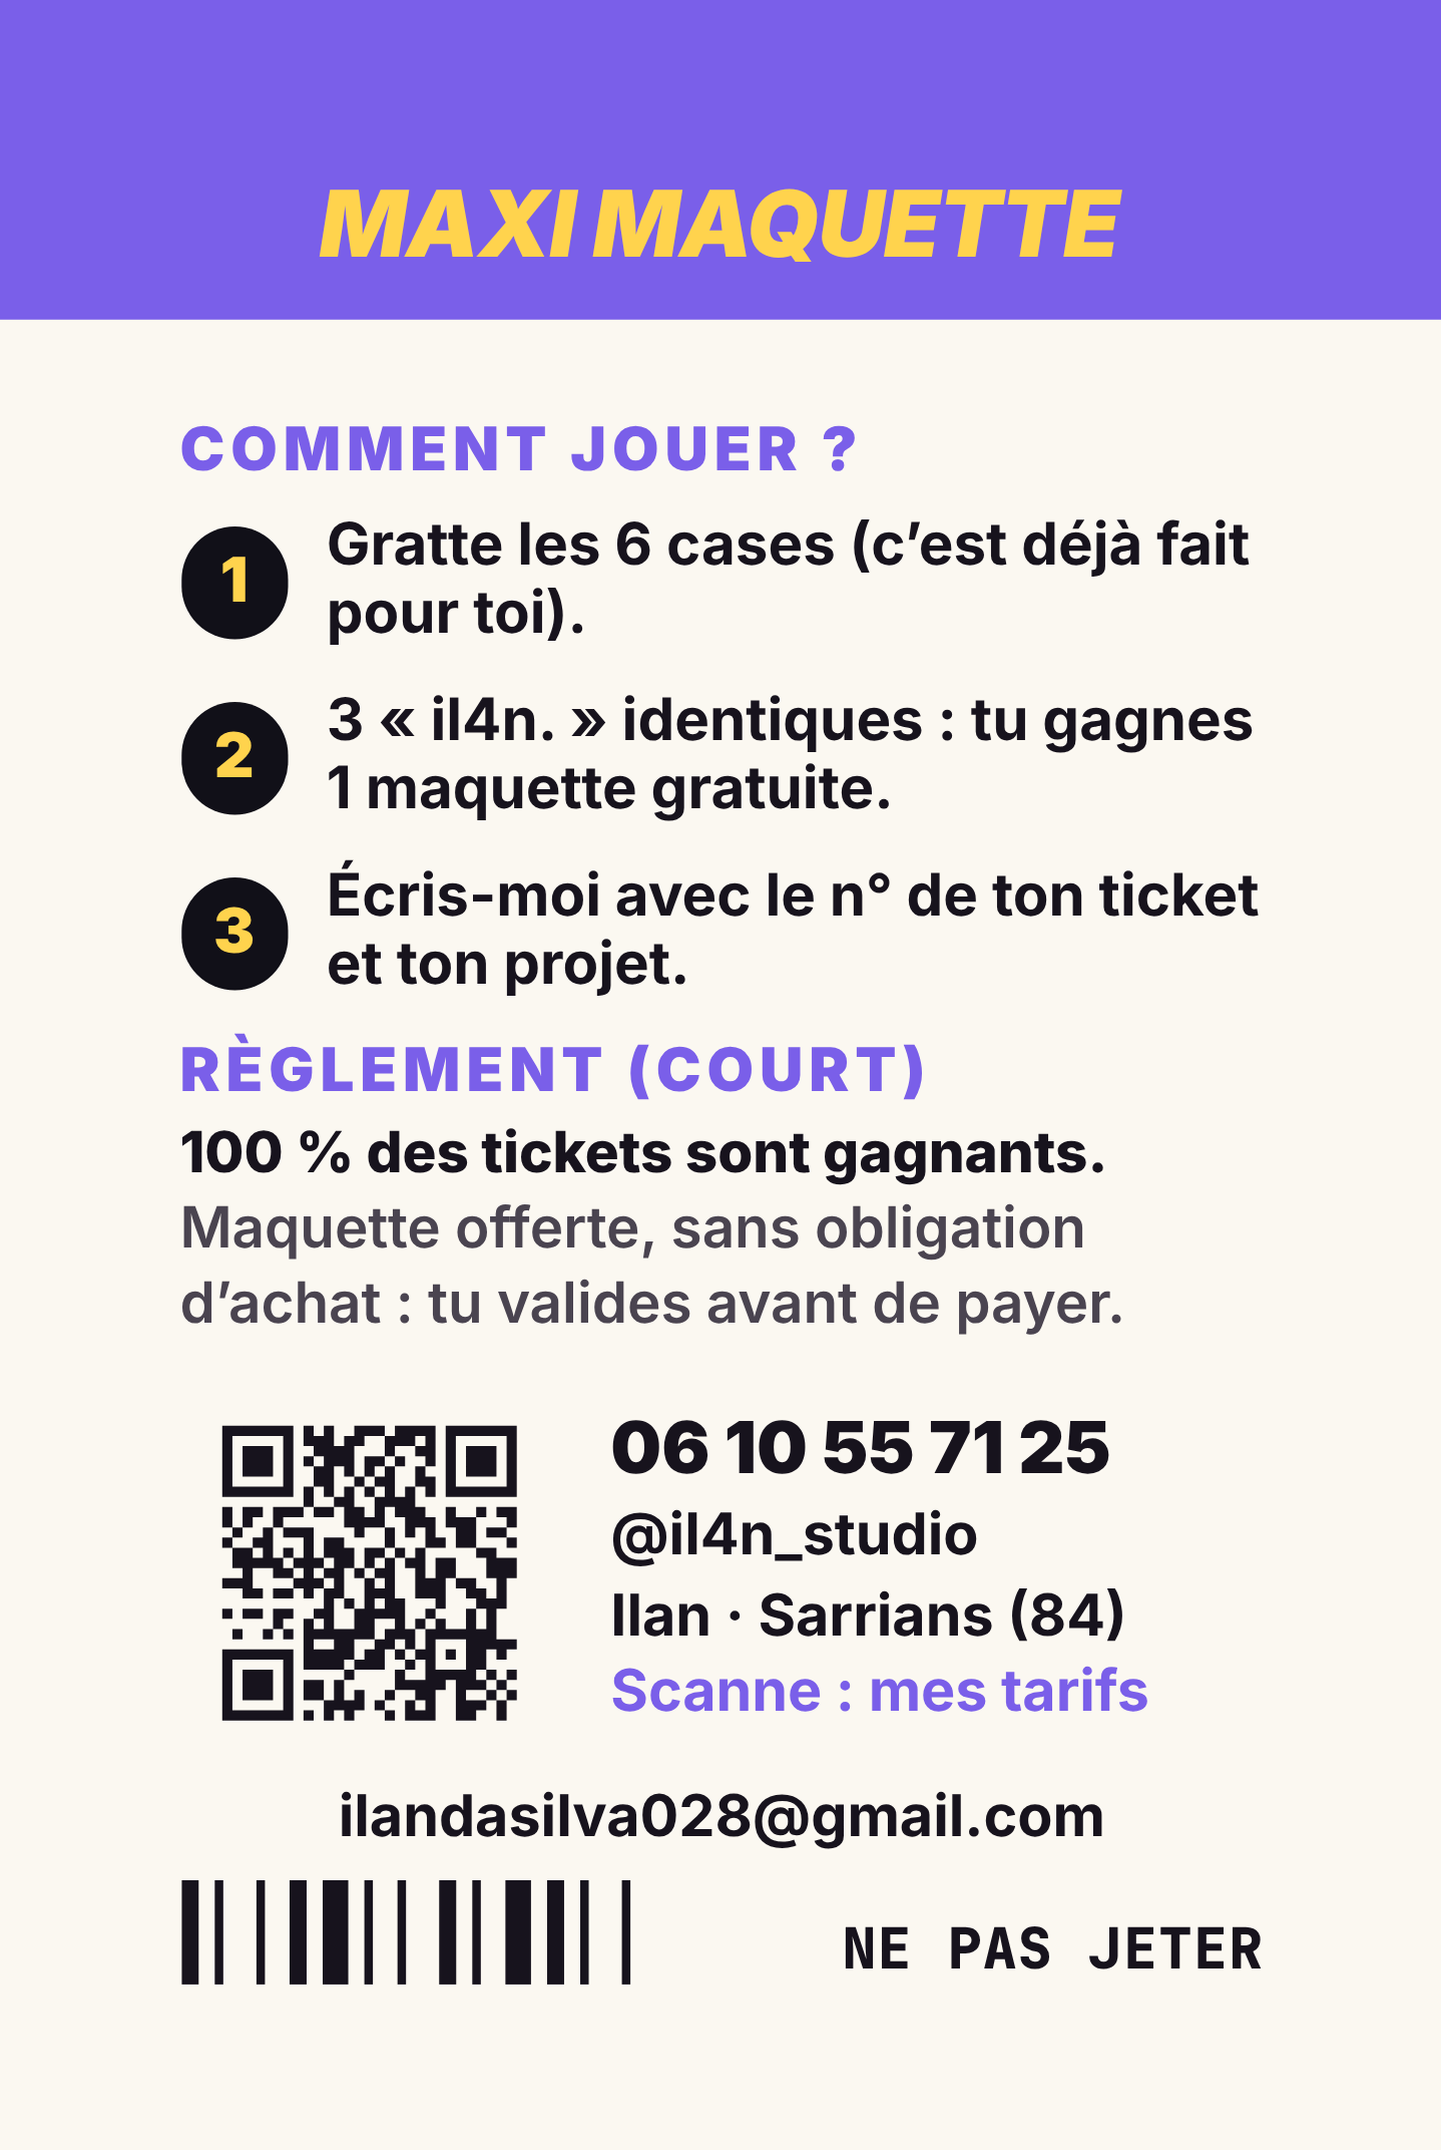 MAXI MAQUETTE
COMMENT JOUER ?
1
Gratte les 6 cases (c’est déjà fait
pour toi).
2
3 « il4n. » identiques : tu gagnes
1 maquette gratuite.
3
Écris-moi avec le n° de ton ticket
et ton projet.
RÈGLEMENT (COURT)
100 % des tickets sont gagnants.
Maquette offerte, sans obligation
d’achat : tu valides avant de payer.
06 10 55 71 25
@il4n_studio
Ilan · Sarrians (84)
Scanne : mes tarifs
ilandasilva028@gmail.com
NE PAS JETER